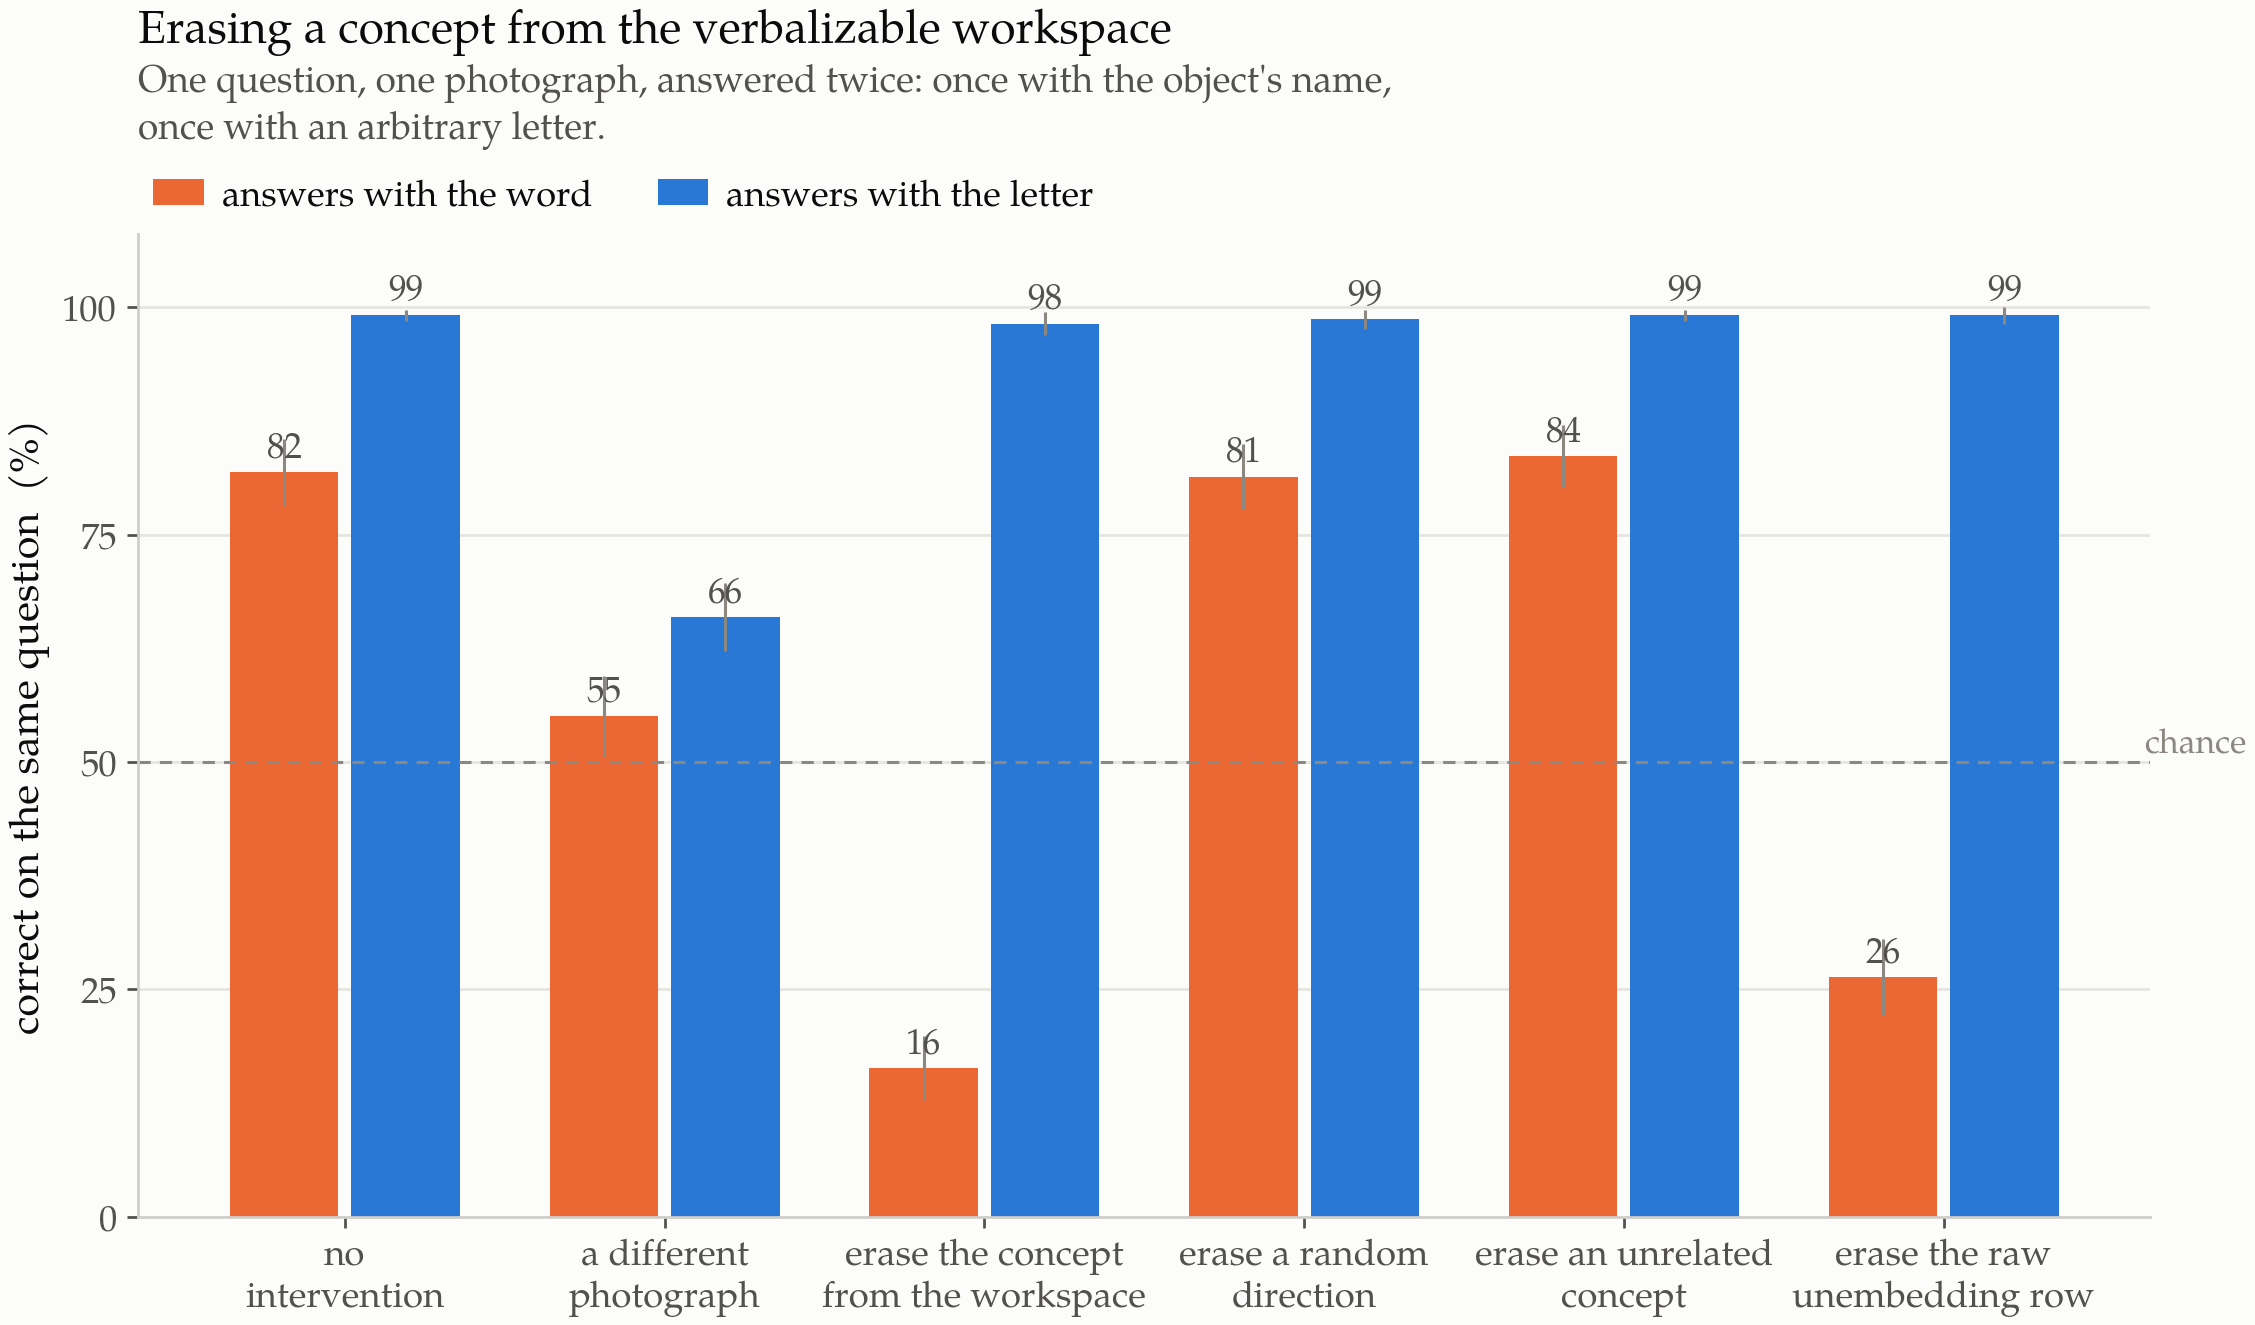 Erasing a concept from the verbalizable workspace
One question, one photograph, answered twice: once with the object's name,
once with an arbitrary letter.
answers with the word
answers with the letter
correct on the same question (%)
100
75
50
25
0
82
99
55
66
16
98
81
99
84
99
26
99
chance
no
intervention
a different
photograph
erase the concept
from the workspace
erase a random
direction
erase an unrelated
concept
erase the raw
unembedding row